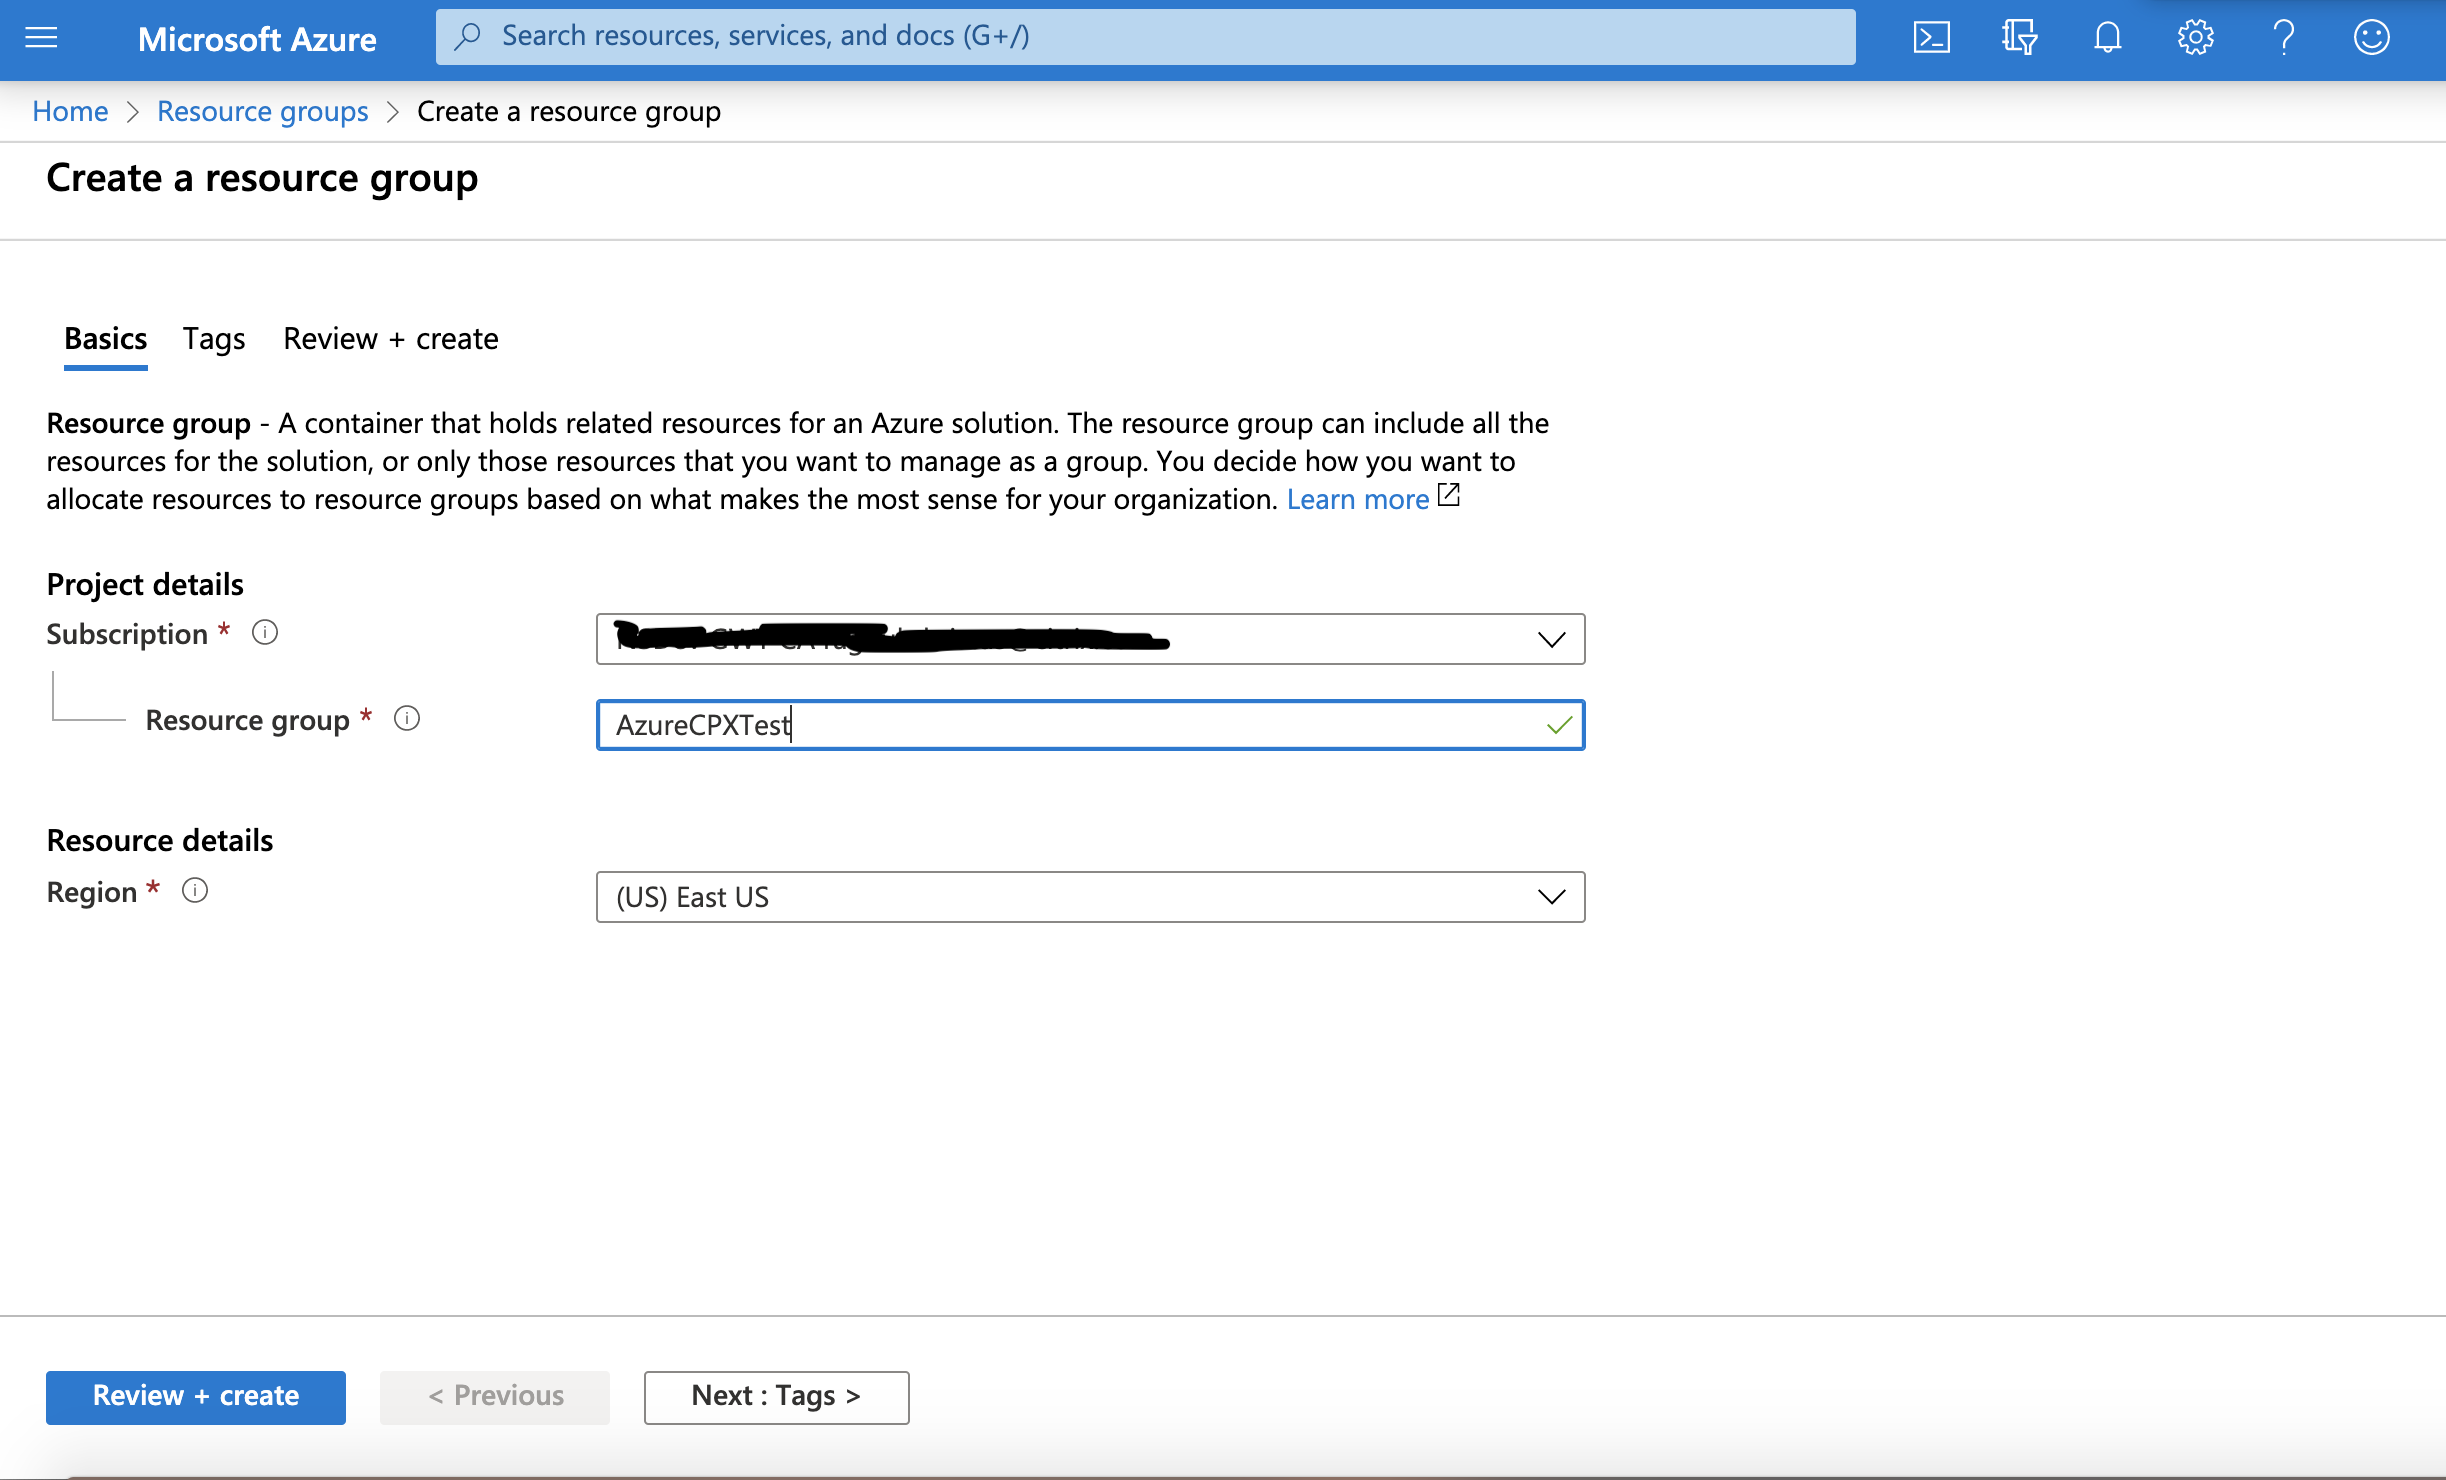 Microsoft Azure
Search resources, services, and docs (G+/)
Home > Resource groups > Create a resource group
Create a resource group
Basics Tags Review + create
Resource group - A container that holds related resources for an Azure solution. The resource group can include all the
resources for the solution, or only those resources that you want to manage as a group. You decide how you want to
allocate resources to resource groups based on what makes the most sense for your organization. Learn more
Project details
Subscription *
Resource group * AzureCPXTest
Resource details
Region * (US) East US
Review + create < Previous Next : Tags >